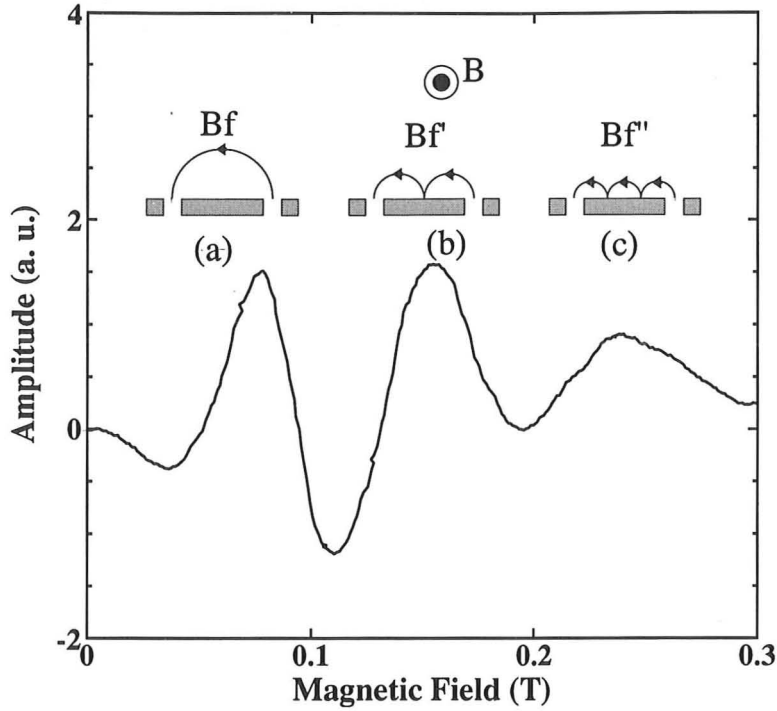 4
B
Bf
Bf'
Bf"
2
(a)
(b)
(c)
Amplitude (a. u.)
0
-2
0
0.1
0.2
0.3
Magnetic Field (T)